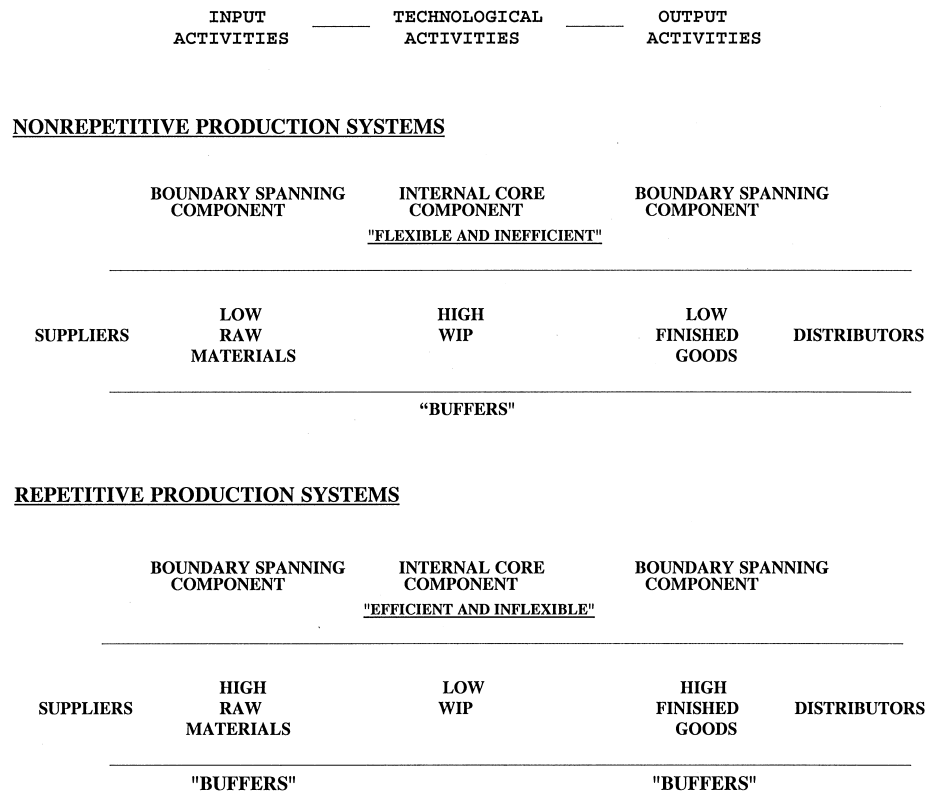 INPUT TECHNOLOGICAL OUTPUT
ACTIVITIES ACTIVITIES ACTIVITIES
NONREPETITIVE PRODUCTION SYSTEMS
BOUNDARY SPANNING INTERNAL CORE BOUNDARY SPANNING
COMPONENT COMPONENT COMPONENT
"FLEXIBLE AND INEFFICIENT"
LOW HIGH LOW
SUPPLIERS RAW WIP FINISHED DISTRIBUTORS
MATERIALS GOODS
“BUFFERS"
REPETITIVE PRODUCTION SYSTEMS
BOUNDARY SPANNING INTERNAL CORE BOUNDARY SPANNING
COMPONENT COMPONENT COMPONENT
"EFFICIENT AND INFLEXIBLE"
HIGH LOW HIGH
SUPPLIERS RAW WIP FINISHED DISTRIBUTORS
MATERIALS GOODS
"BUFFERS" "BUFFERS"